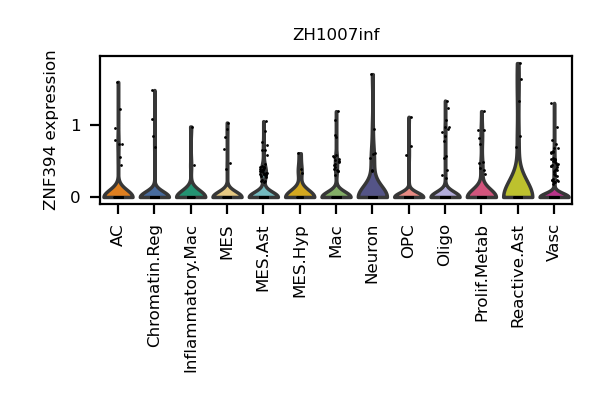 ZH1007inf
ZNF394 expression
1
0
AC
Chromatin.Reg
Inflammatory.Mac
MES
MES.Ast
MES.Hyp
Mac
Neuron
OPC
Oligo
Prolif.Metab
Reactive.Ast
Vasc